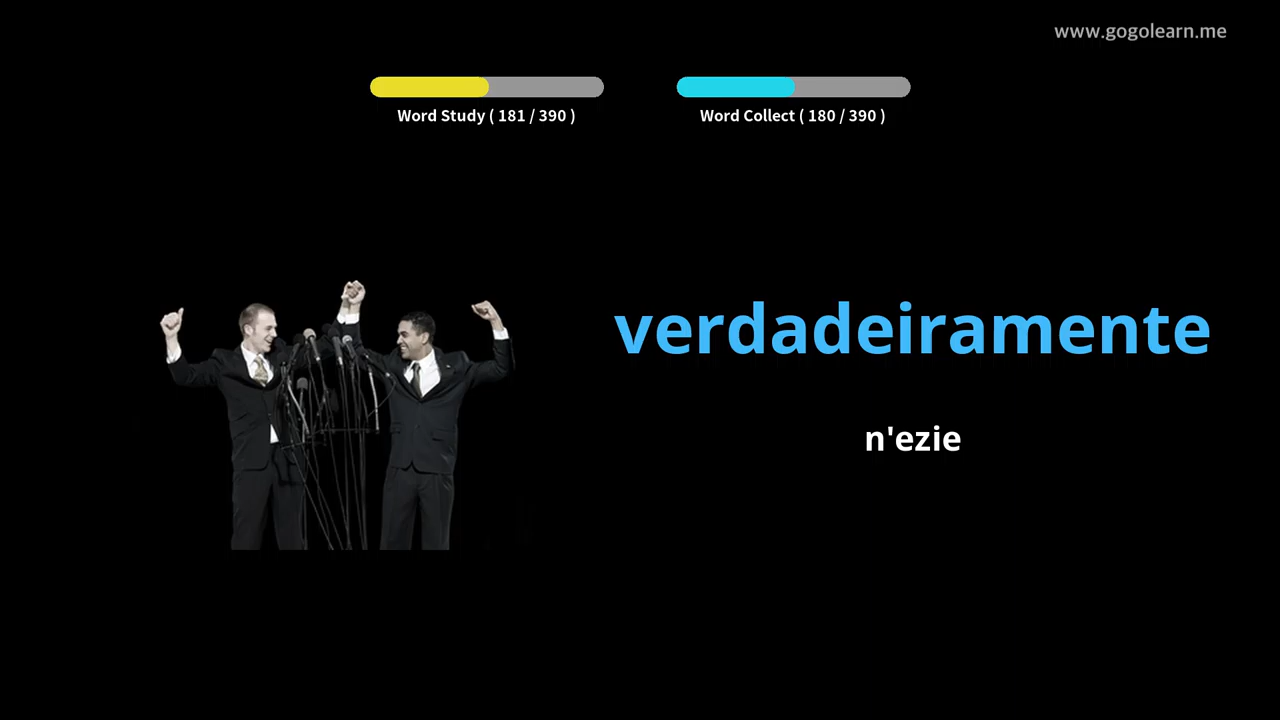 www.gogolearn.me
Word Study ( 181 / 390 )
Word Collect ( 180 / 390 )
verdadeiramente
n'ezie